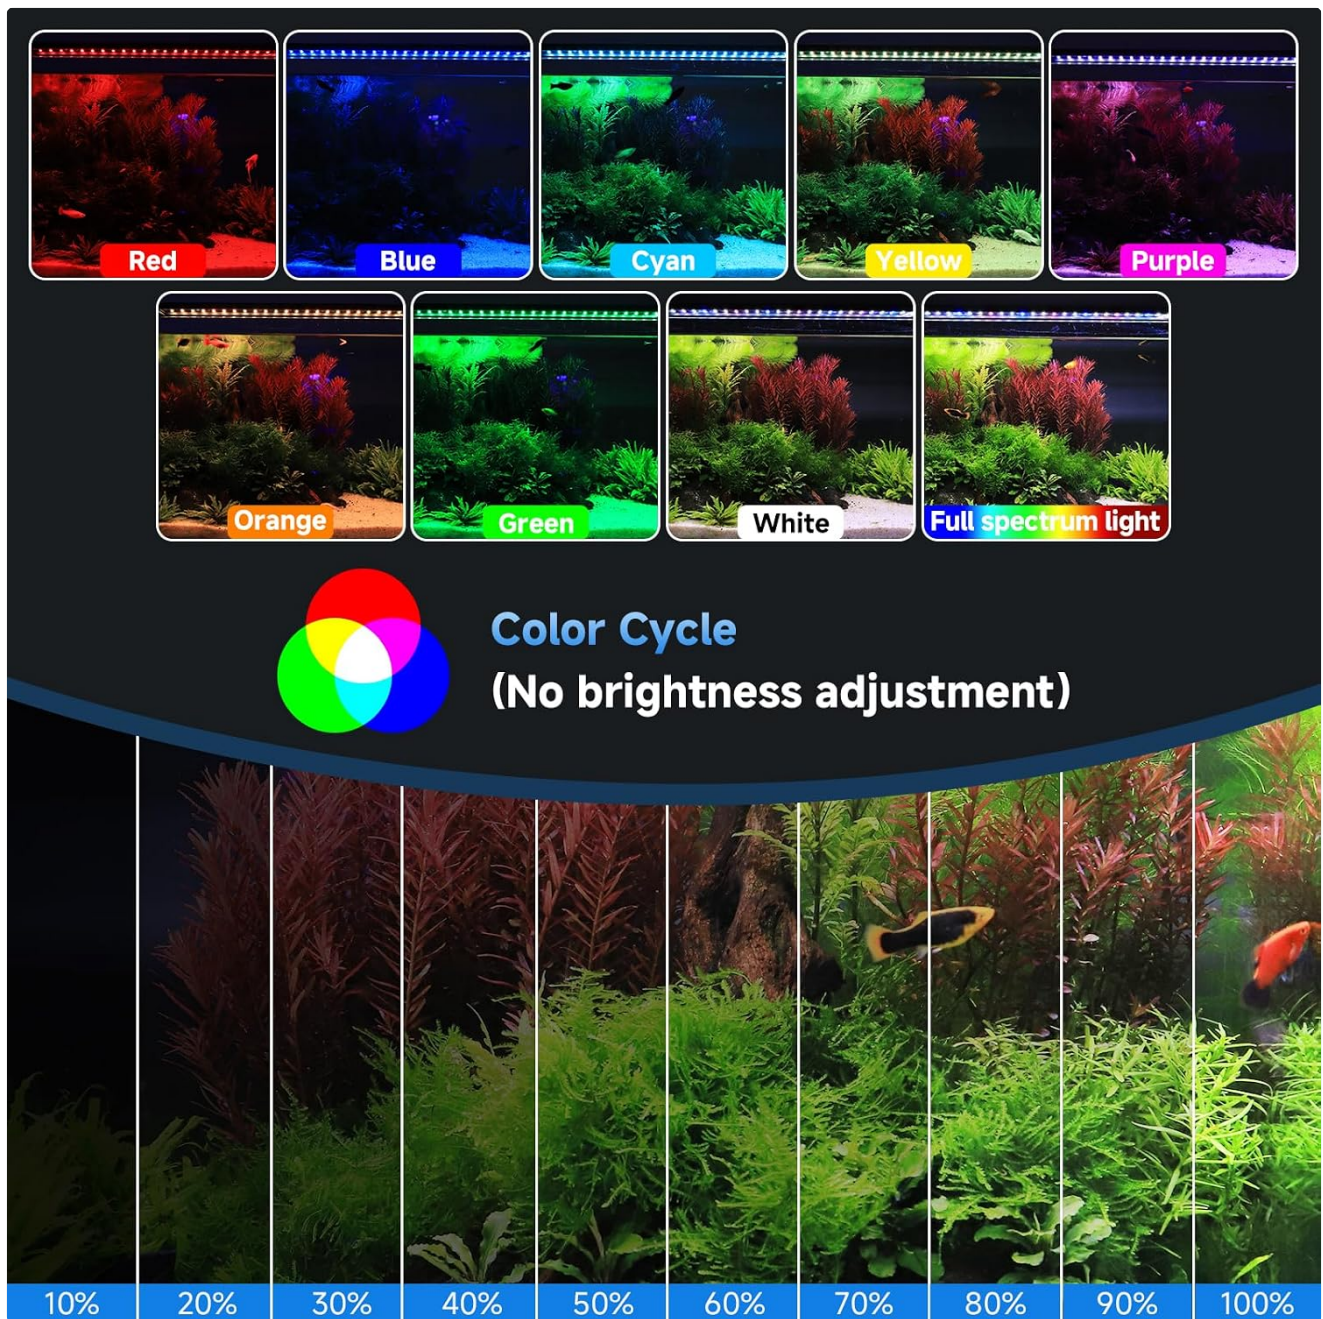 Red
Blue
Cyan
Yellow
Purple
Orange
Green
White
Full spectrum light
Color Cycle
(No brightness adjustment)
10%
20%
30%
40%
50%
60%
70%
80%
90%
100%